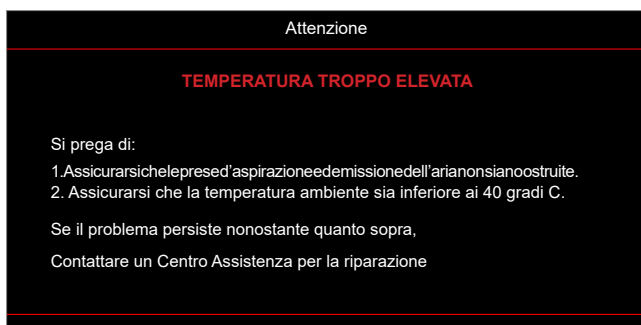 Attenzione
TEMPERATURA TROPPO ELEVATA
Si prega di:
1.Assicurarsichelepresed’aspirazioneedemissionedell’arianonsianoostruite.
2. Assicurarsi che la temperatura ambiente sia inferiore ai 40 gradi C.
Se il problema persiste nonostante quanto sopra,
Contattare un Centro Assistenza per la riparazione